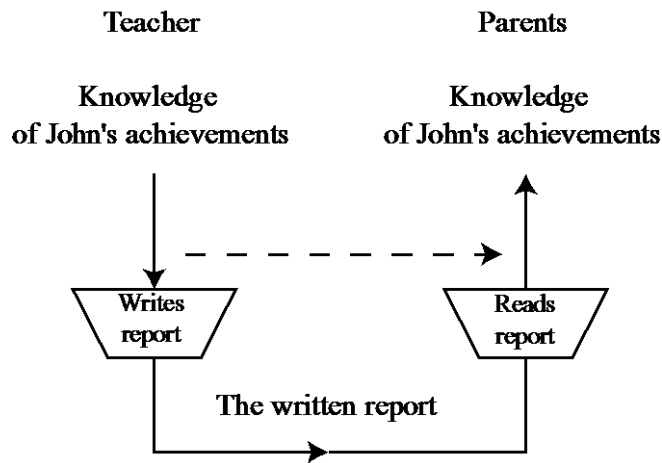 Teacher
Parents
Knowledge
of John's achievements
Knowledge
of John's achievements
Writes
report
Reads
report
The written report